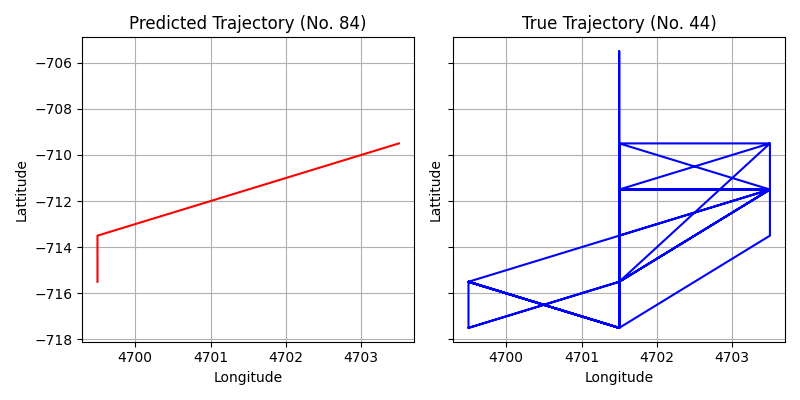 Predicted Trajectory (No. 84)
True Trajectory (No. 44)
−706
−708
−710
−712
−714
−716
−718
Lattitude
Lattitude
4700
4701
4702
4703
4700
4701
4702
4703
Longitude
Longitude